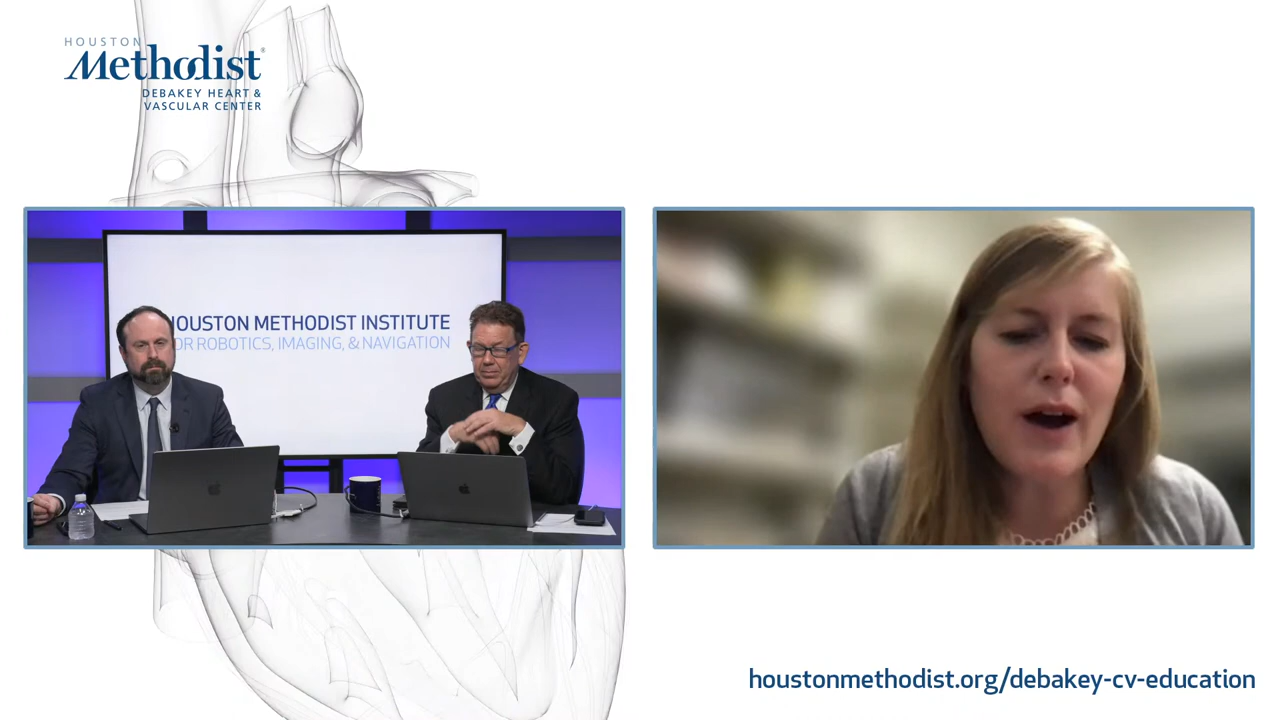 HOUSTON
Methodist®
DEBAKEY HEART &
VASCULAR CENTER
HOUSTON METHODIST INSTITUTE
FOR ROBOTICS, IMAGING, & NAVIGATION
houstonmethodist.org/debakey-cv-education